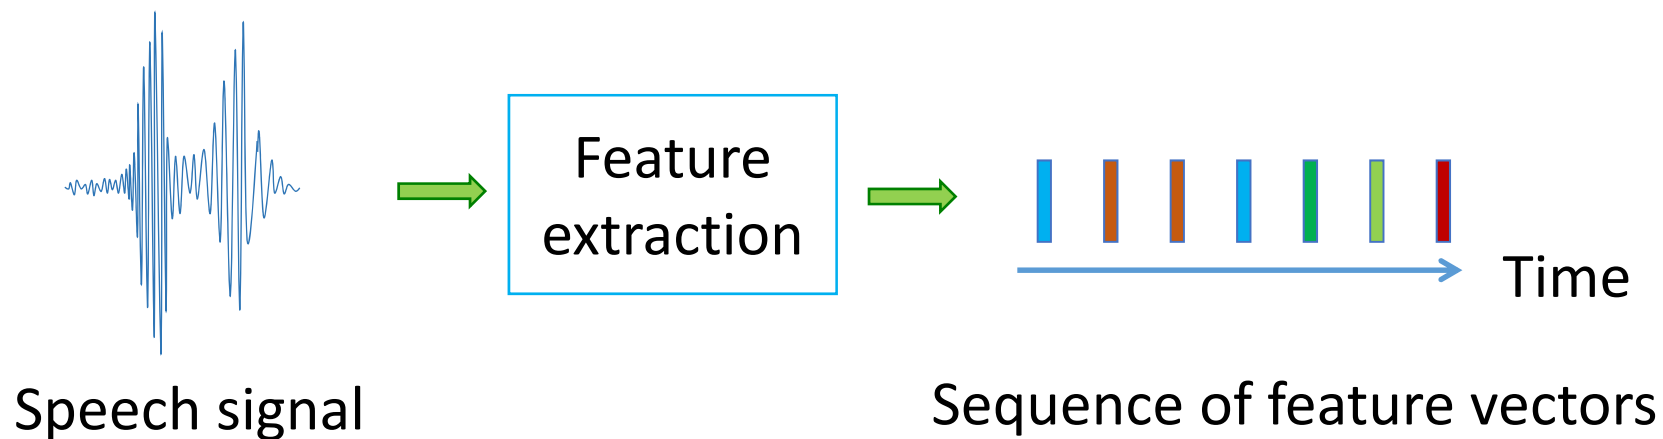 Feature
extraction
Time
Speech signal
Sequence of feature vectors